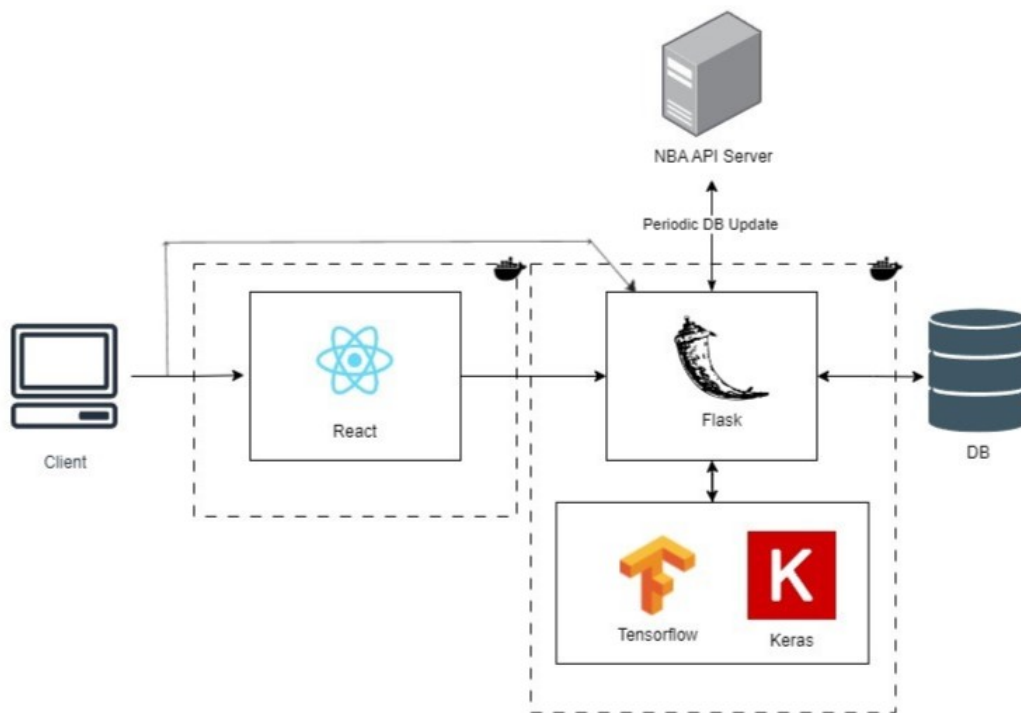 NBA API Server
Periodic DB Update
React
Flask
Client
DB
Tensorflow
K
Keras